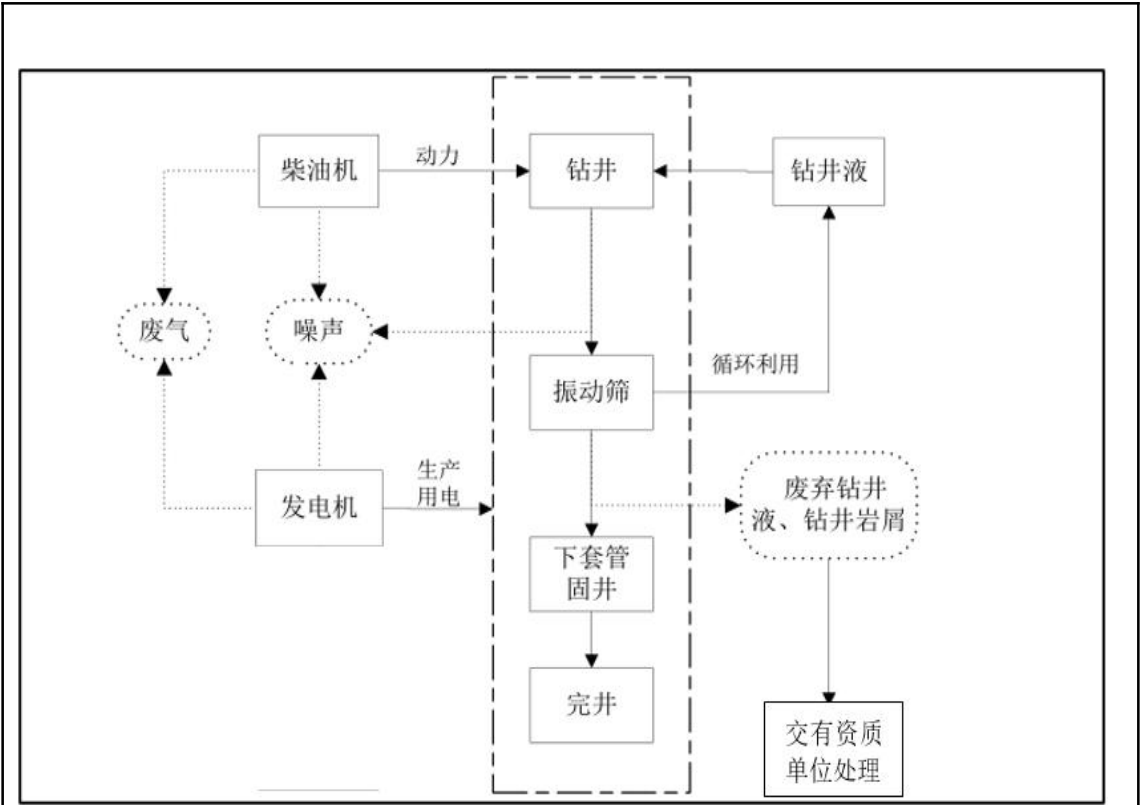 柴油机
动力
钻井
钻井液
废气
噪声
振动筛
循环利用
发电机
生产
用电
废弃钻井
液、钻井岩屑
下套管
固井
完井
交有资质
单位处理